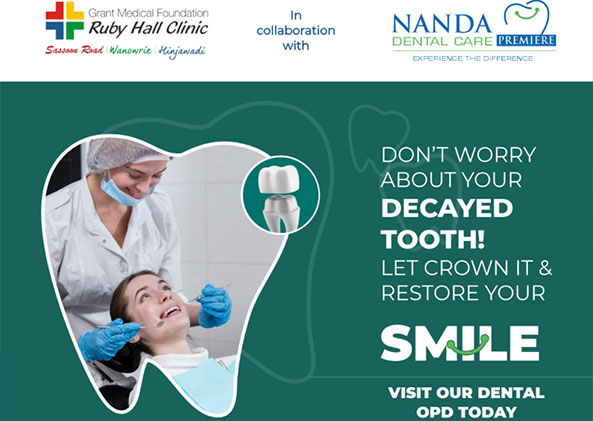 Grant Medical Foundation
Ruby Hall Clinic
Sassoon Road | Wanowrie | Hinjawadi
In
collaboration
with
NANDA
DENTAL CARE PREMIERE
EXPERIENCE THE DIFFERENCE
DON'T WORRY
ABOUT YOUR
DECAYED
TOOTH!
LET CROWN IT &
RESTORE YOUR
SMILE
VISIT OUR DENTAL
OPD TODAY